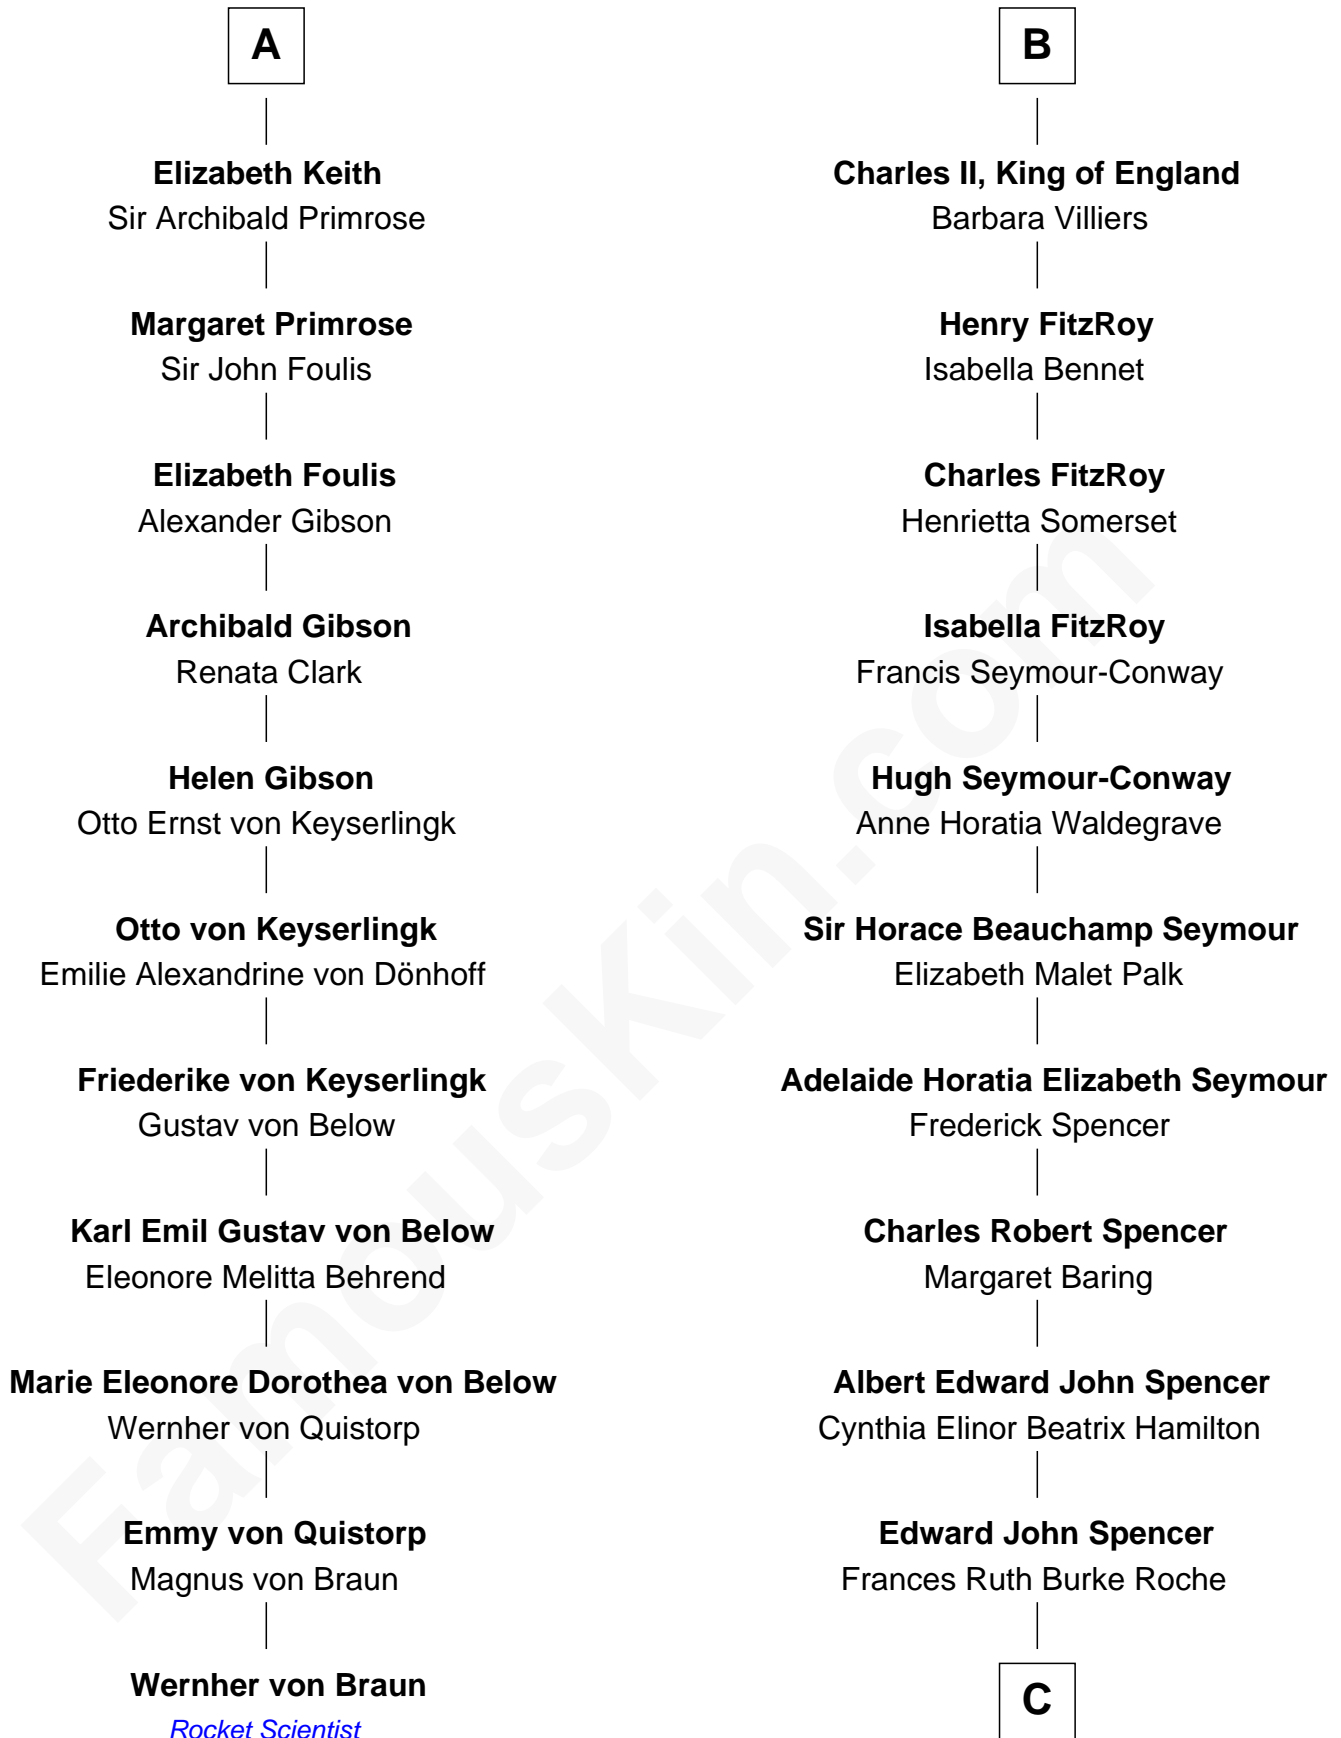 A
Elizabeth Keith
Sir Archibald Primrose
Margaret Primrose
Sir John Foulis
Elizabeth Foulis
Alexander Gibson
Archibald Gibson
Renata Clark
Helen Gibson
Otto Ernst von Keyserlingk
Otto von Keyserlingk
Emilie Alexandrine von Dönhoff
Friederike von Keyserlingk
Gustav von Below
Karl Emil Gustav von Below
Eleonore Melitta Behrend
Marie Eleonore Dorothea von Below
Wernher von Quistorp
Emmy von Quistorp
Magnus von Braun
Wernher von Braun
Rocket Scientist
B
Charles II, King of England
Barbara Villiers
Henry FitzRoy
Isabella Bennet
Charles FitzRoy
Henrietta Somerset
Isabella FitzRoy
Francis Seymour-Conway
Hugh Seymour-Conway
Anne Horatia Waldegrave
Sir Horace Beauchamp Seymour
Elizabeth Malet Palk
Adelaide Horatia Elizabeth Seymour
Frederick Spencer
Charles Robert Spencer
Margaret Baring
Albert Edward John Spencer
Cynthia Elinor Beatrix Hamilton
Edward John Spencer
Frances Ruth Burke Roche
C
FamousKin.com